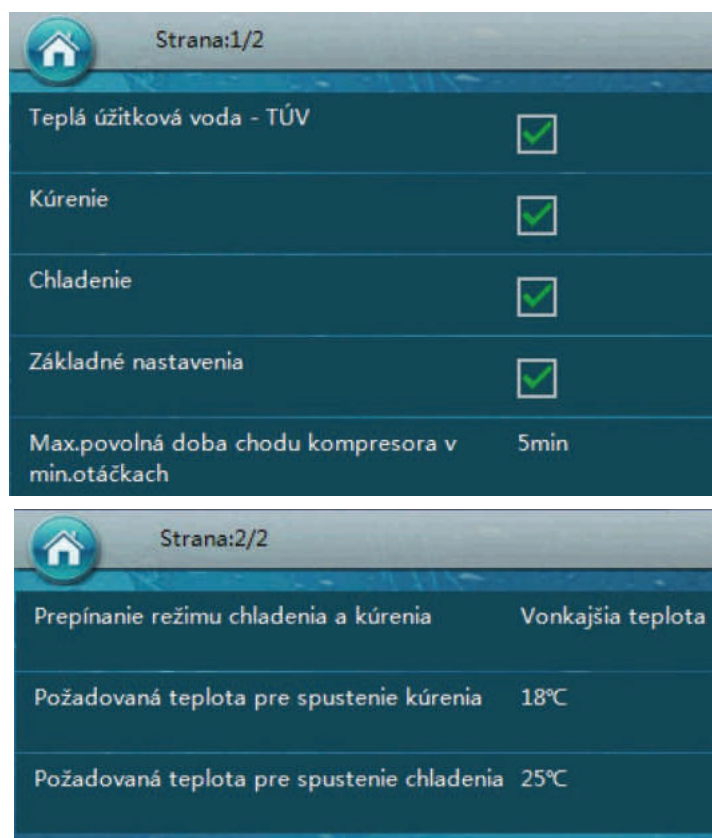 Strana:1/2
Teplá úžitková voda - TÚV
Kúrenie
Chladenie
Základné nastavenia
Max.povolná doba chodu kompresora v 5min
min.otáčkach
Strana:2/2
Prepínanie režimu chladenia a kúrenia Vonkajšia teplota
Požadovaná teplota pre spustenie kúrenia 18℃
Požadovaná teplota pre spustenie chladenia 25℃